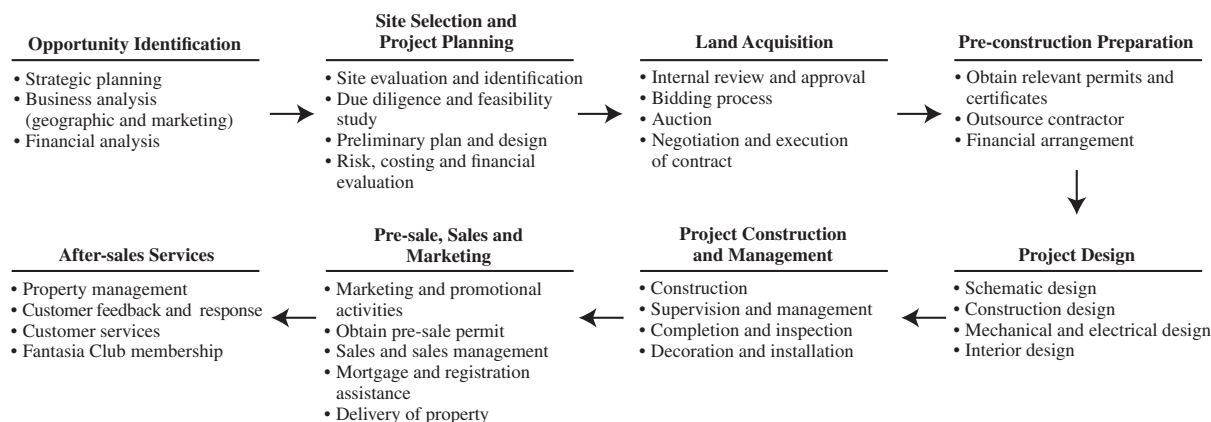 Opportunity Identification
• Strategic planning
• Business analysis
(geographic and marketing)
• Financial analysis
Site Selection and
Project Planning
• Site evaluation and identification
• Due diligence and feasibility
study
• Preliminary plan and design
• Risk, costing and financial
evaluation
Land Acquisition
• Internal review and approval
• Bidding process
• Auction
• Negotiation and execution
of contract
Pre-construction Preparation
• Obtain relevant permits and
certificates
• Outsource contractor
• Financial arrangement
Project Design
• Schematic design
• Construction design
• Mechanical and electrical design
• Interior design
Project Construction
and Management
• Construction
• Supervision and management
• Completion and inspection
• Decoration and installation
Pre-sale, Sales and
Marketing
• Marketing and promotional
activities
• Obtain pre-sale permit
• Sales and sales management
• Mortgage and registration
assistance
• Delivery of property
After-sales Services
• Property management
• Customer feedback and response
• Customer services
• Fantasia Club membership